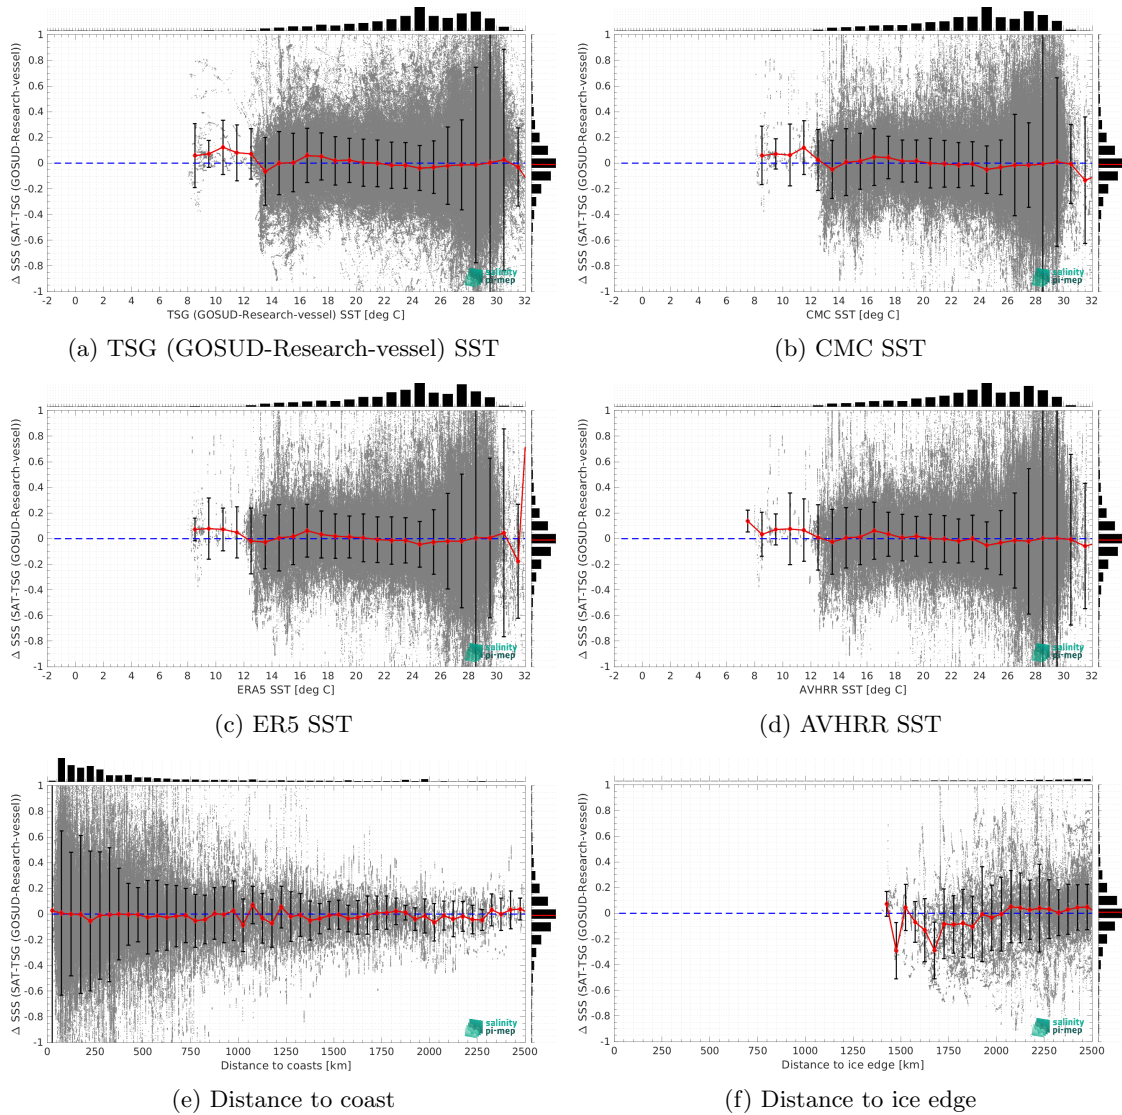 Δ SSS (SAT-TSG (GOSUD-Research-vessel))
1
0.8
0.6
0.4
0.2
0
-0.2
-0.4
-0.6
-0.8
-1
salinity
pi-mep
-2 0 2 4 6 8 10 12 14 16 18 20 22 24 26 28 30 32
TSG (GOSUD-Research-vessel) SST [deg C]
(a) TSG (GOSUD-Research-vessel) SST
Δ SSS (SAT-TSG (GOSUD-Research-vessel))
1
0.8
0.6
0.4
0.2
0
-0.2
-0.4
-0.6
-0.8
-1
salinity
pi-mep
-2 0 2 4 6 8 10 12 14 16 18 20 22 24 26 28 30 32
CMC SST [deg C]
(b) CMC SST
Δ SSS (SAT-TSG (GOSUD-Research-vessel))
1
0.8
0.6
0.4
0.2
0
-0.2
-0.4
-0.6
-0.8
-1
salinity
pi-mep
-2 0 2 4 6 8 10 12 14 16 18 20 22 24 26 28 30 32
ERA5 SST [deg C]
(c) ER5 SST
Δ SSS (SAT-TSG (GOSUD-Research-vessel))
1
0.8
0.6
0.4
0.2
0
-0.2
-0.4
-0.6
-0.8
-1
salinity
pi-mep
-2 0 2 4 6 8 10 12 14 16 18 20 22 24 26 28 30 32
AVHRR SST [deg C]
(d) AVHRR SST
Δ SSS (SAT-TSG (GOSUD-Research-vessel))
1
0.8
0.6
0.4
0.2
0
-0.2
-0.4
-0.6
-0.8
-1
salinity
pi-mep
0 250 500 750 1000 1250 1500 1750 2000 2250 2500
Distance to coasts [km]
(e) Distance to coast
Δ SSS (SAT-TSG (GOSUD-Research-vessel))
1
0.8
0.6
0.4
0.2
0
-0.2
-0.4
-0.6
-0.8
-1
salinity
pi-mep
0 250 500 750 1000 1250 1500 1750 2000 2250 2500
Distance to ice edge [km]
(f) Distance to ice edge